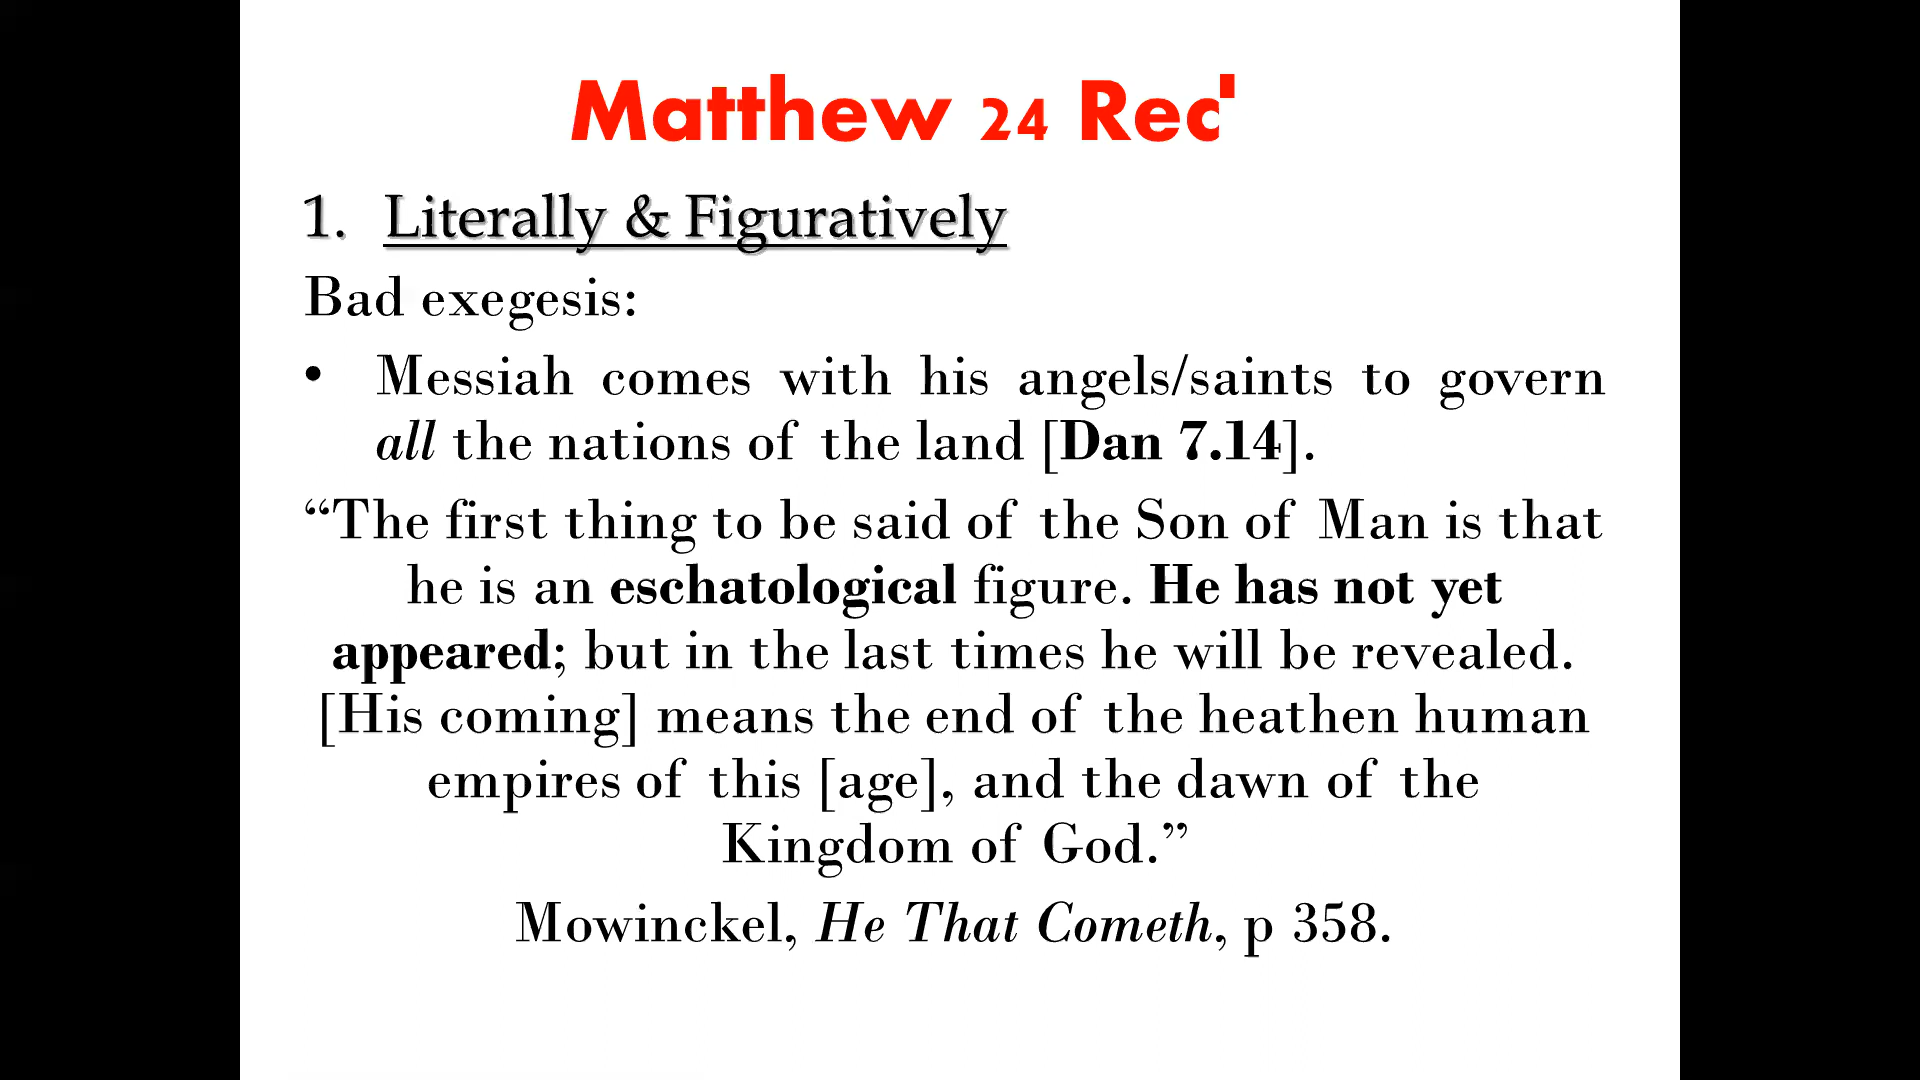 Matthew 24
1. Literally & Figuratively
Bad exegesis:
• Messiah comes with his angels/saints to govern
all the nations of the land [Dan 7.14].
“The first thing to be said of the Son of Man is that
he is an eschatological figure. He has not yet
appeared; but in the last times he will be revealed.
[His coming] means the end of the heathen human
empires of this [age], and the dawn of the
Kingdom of God.”
Mowinckel, He That Cometh, p 358.